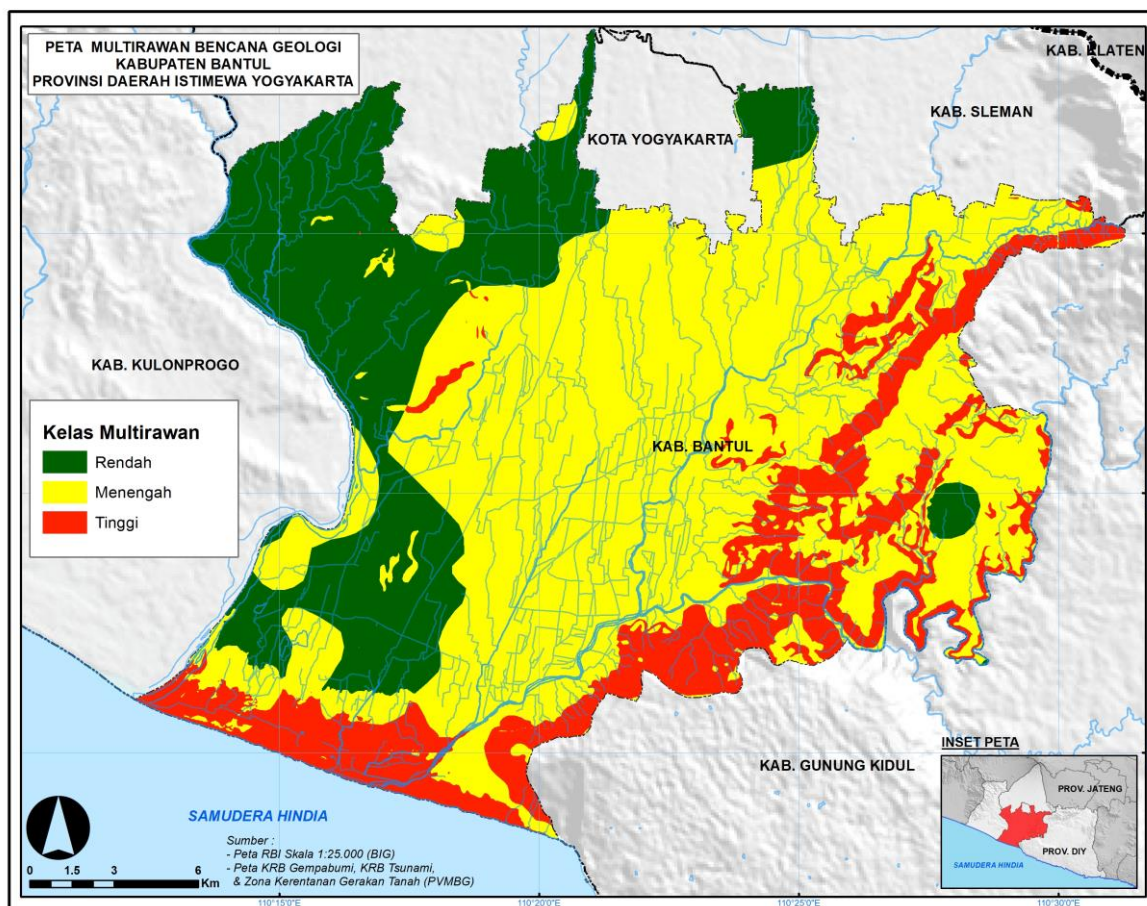 PETA MULTIRAWAN BENCANA GEOLOGI
KABUPATEN BANTUL
PROVINSI DAERAH ISTIMEWA YOGYAKARTA
KAB. KLATEN
KAB. SLEMAN
KOTA YOGYAKARTA
KAB. KULONPROGO
KAB. BANTUL
Kelas Multirawan
Rendah
Menengah
Tinggi
KAB. GUNUNG KIDUL
SAMUDERA HINDIA
Sumber :
- Peta RBI Skala 1:25.000 (BIG)
- Peta KRB Gempabumi, KRB Tsunami,
& Zona Kerentanan Gerakan Tanah (PVMBG)
0 1.5 3 6
Km
INSET PETA
PROV. JATENG
PROV. DIY
SAMUDERA HINDIA
110°15'0"E 110°20'0"E 110°25'0"E 110°30'0"E